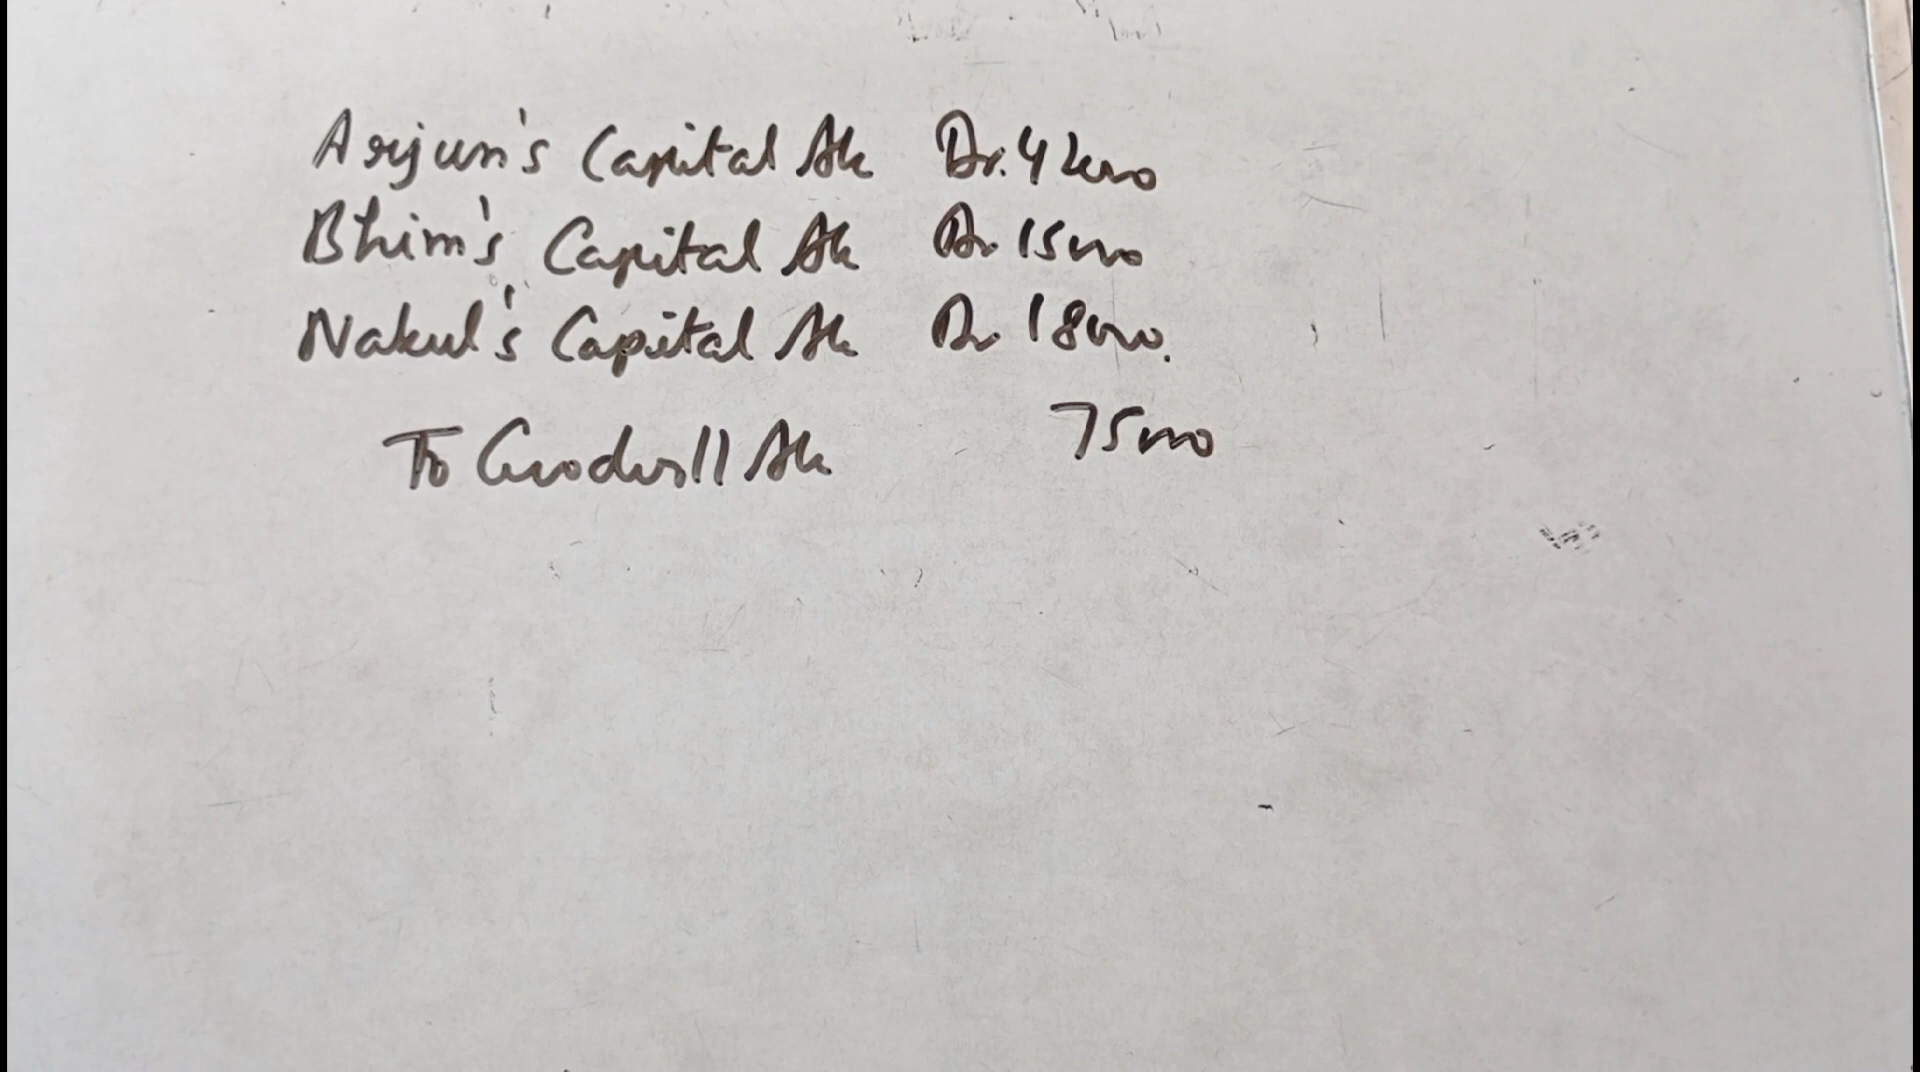 Arjun's Capital A/c Dr. 42000
Bhim's Capital A/c Dr. 15000
Nakul's Capital A/c Dr. 18000.
To Goodwill A/c 75000